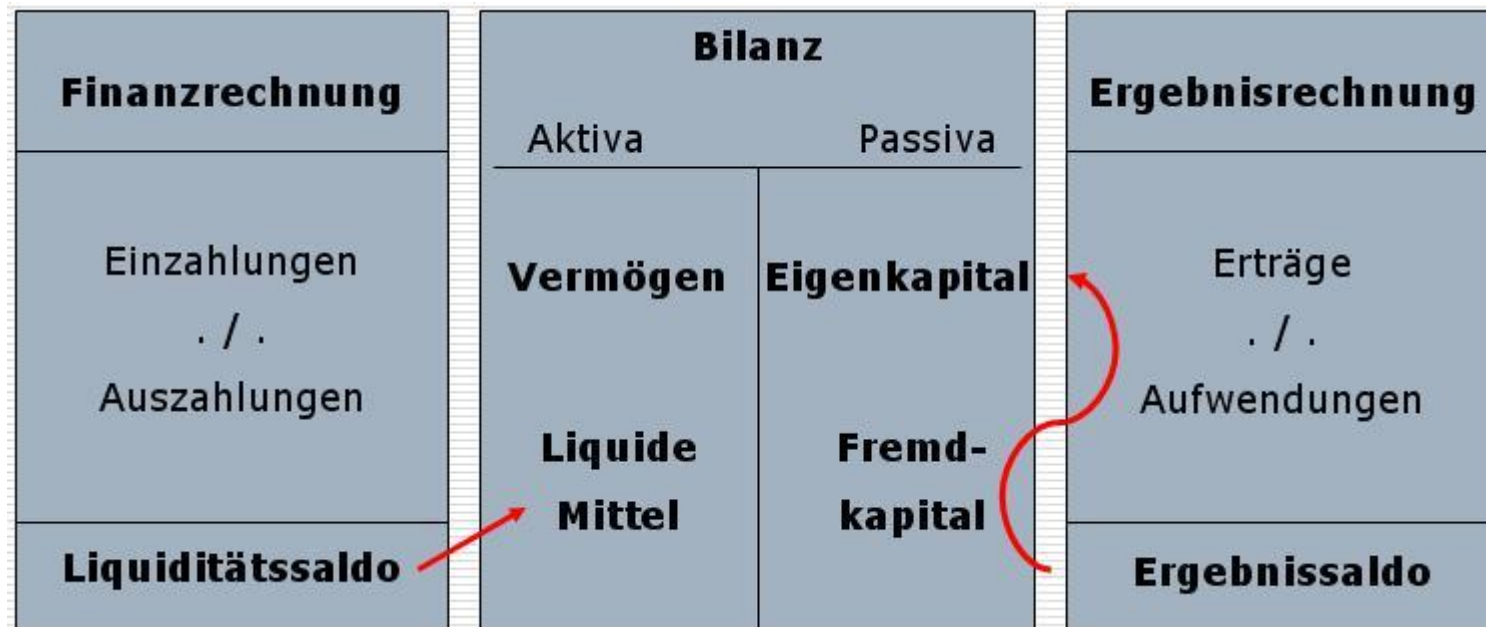 Finanzrechnung
Einzahlungen
. / .
Auszahlungen
Liquiditätssaldo
Bilanz
Aktiva Passiva
Vermögen Eigenkapital
Liquide Fremd-
Mittel kapital
Ergebnisrechnung
Erträge
. / .
Aufwendungen
Ergebnissaldo